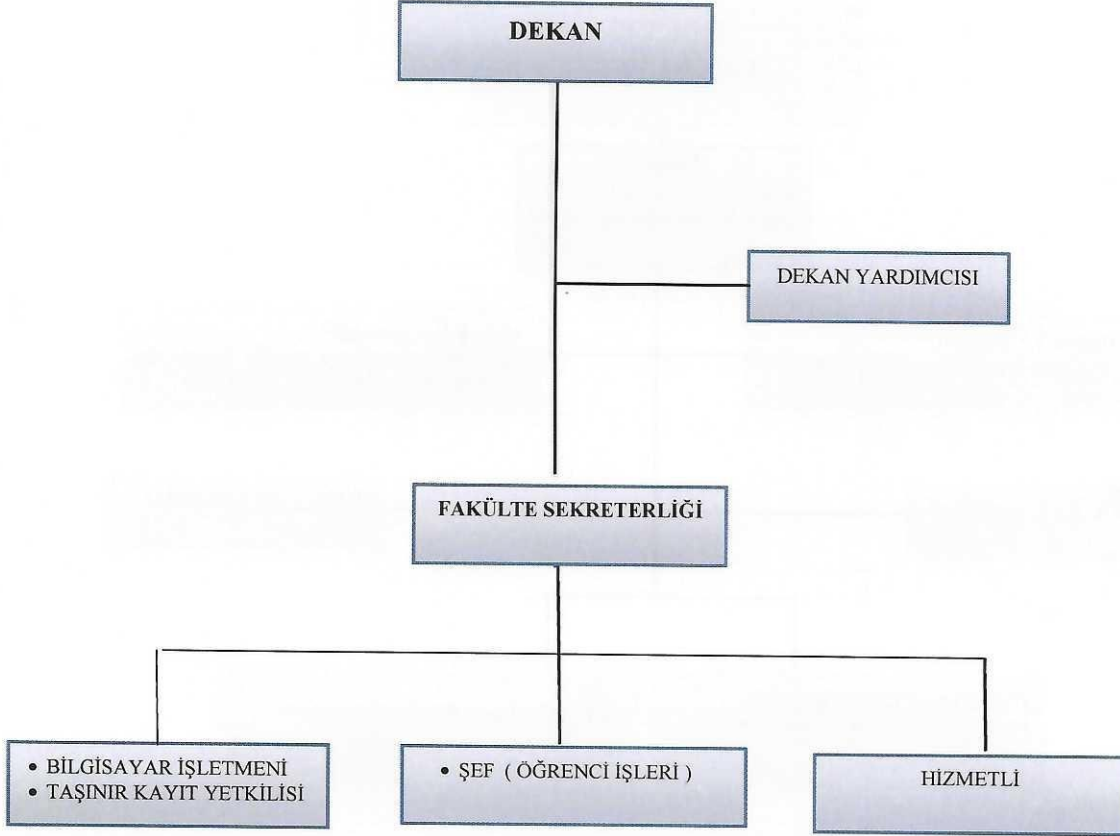 DEKAN
DEKAN YARDIMCISI
FAKÜLTE SEKRETERLİĞİ
• BİLGİSAYAR İŞLETMENİ
• TAŞINIR KAYIT YETKİLİSİ
• ŞEF ( ÖĞRENCİ İŞLERİ )
HİZMETLİ